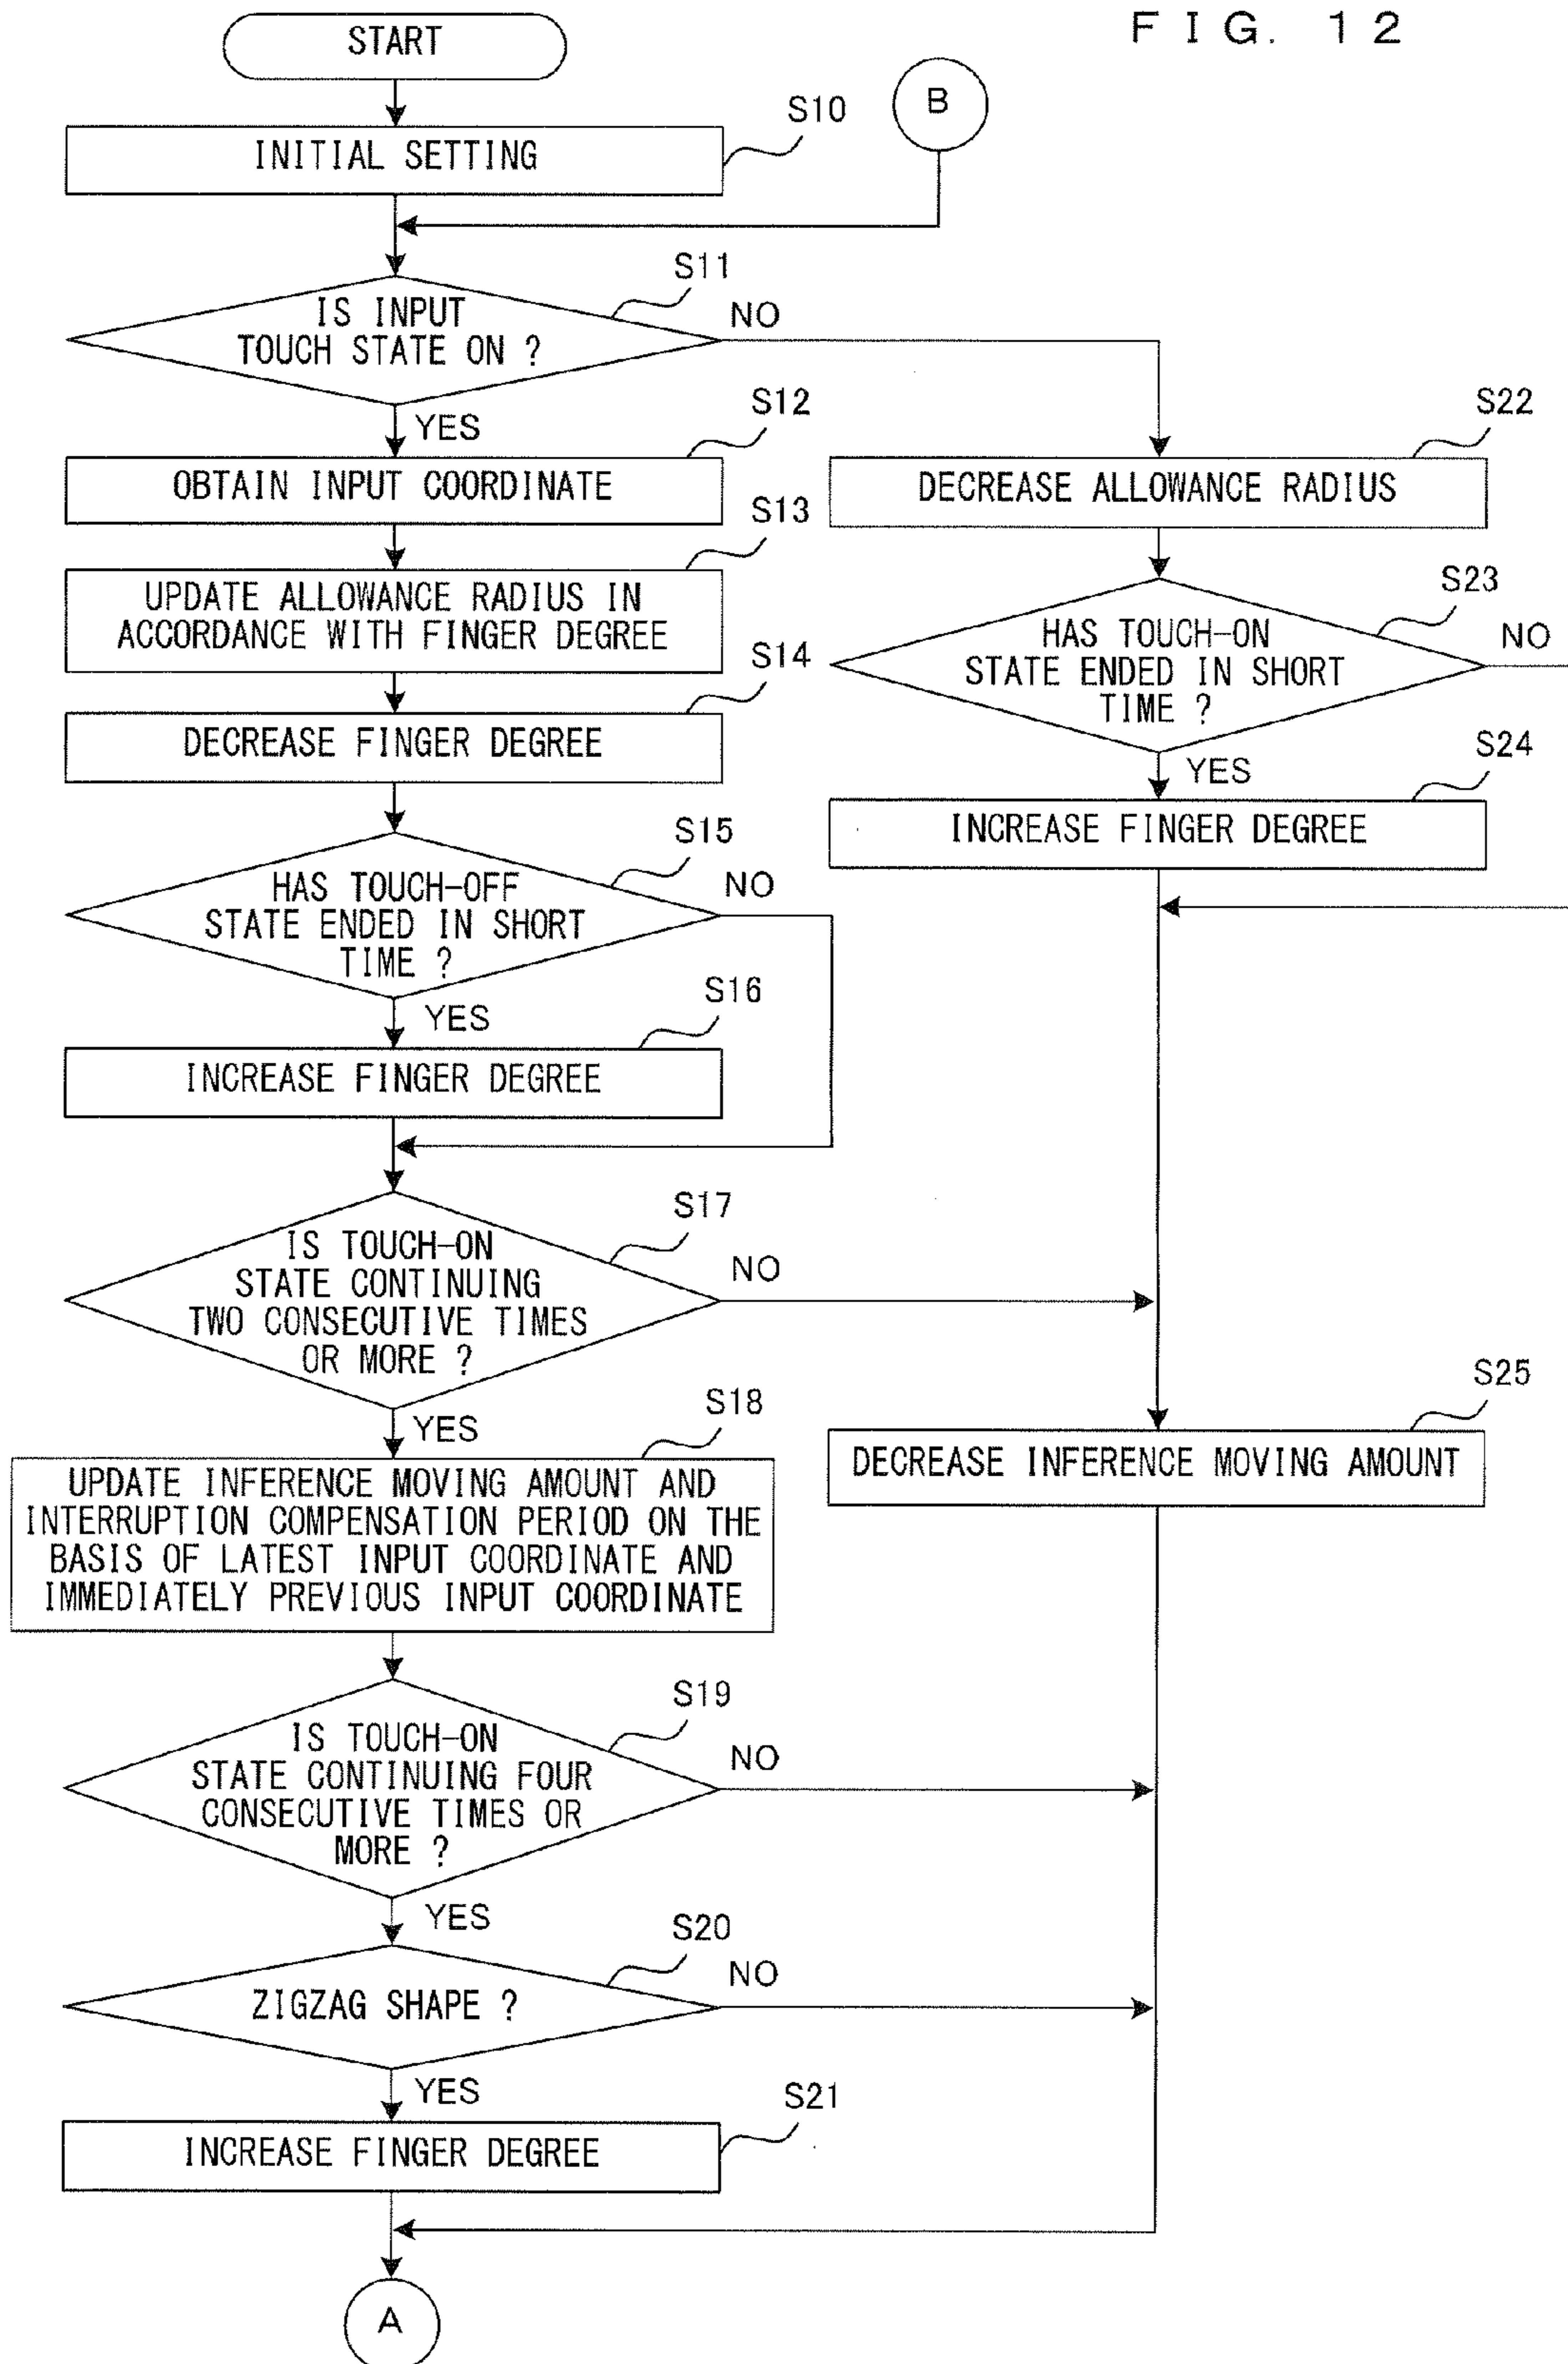 FIG. 12
START
B
S10
INITIAL SETTING
S11
IS INPUT
TOUCH STATE ON ?
NO
YES
S12
OBTAIN INPUT COORDINATE
S13
UPDATE ALLOWANCE RADIUS IN
ACCORDANCE WITH FINGER DEGREE
S14
DECREASE FINGER DEGREE
S15
HAS TOUCH-OFF
STATE ENDED IN SHORT
TIME ?
NO
YES
S16
INCREASE FINGER DEGREE
S17
IS TOUCH-ON
STATE CONTINUING
TWO CONSECUTIVE TIMES
OR MORE ?
NO
YES
S18
UPDATE INFERENCE MOVING AMOUNT AND
INTERRUPTION COMPENSATION PERIOD ON THE
BASIS OF LATEST INPUT COORDINATE AND
IMMEDIATELY PREVIOUS INPUT COORDINATE
S19
IS TOUCH-ON
STATE CONTINUING FOUR
CONSECUTIVE TIMES OR
MORE ?
NO
YES
S20
ZIGZAG SHAPE ?
NO
YES
S21
INCREASE FINGER DEGREE
A
S22
DECREASE ALLOWANCE RADIUS
S23
HAS TOUCH-ON
STATE ENDED IN SHORT
TIME ?
NO
YES
S24
INCREASE FINGER DEGREE
S25
DECREASE INFERENCE MOVING AMOUNT